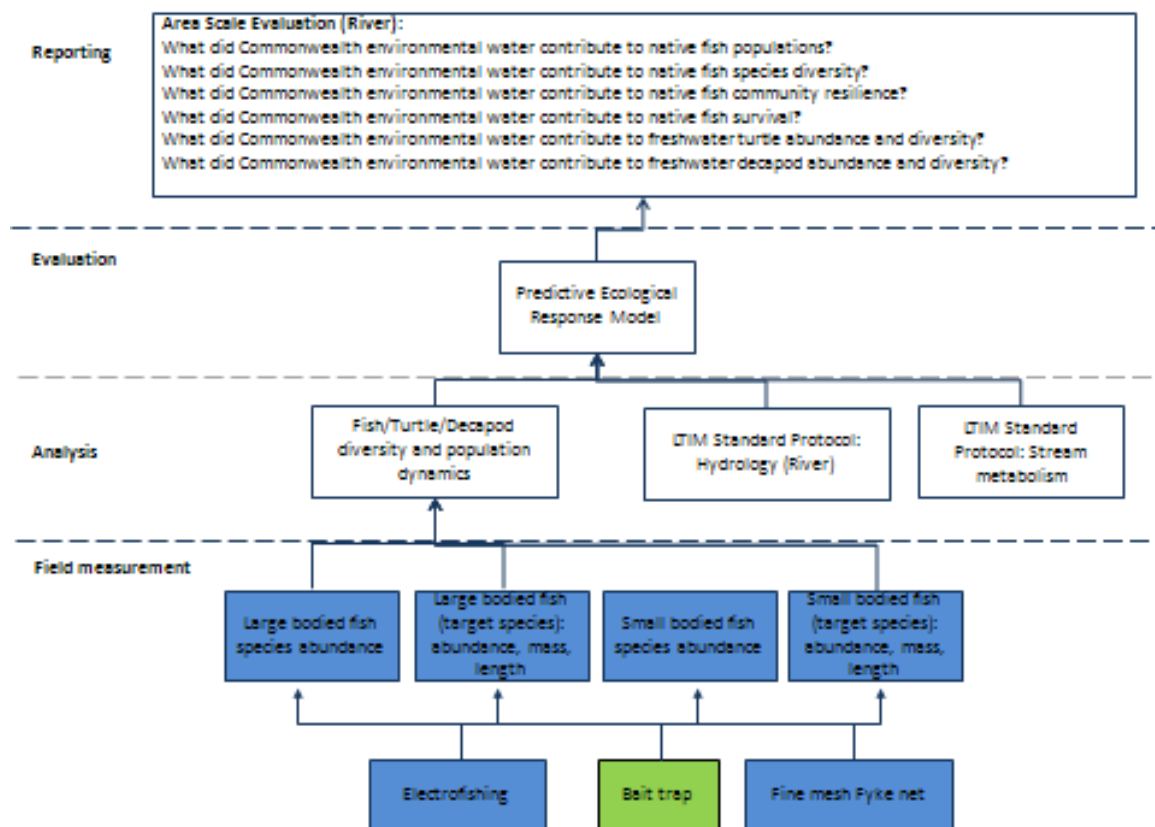 Reporting
Area Scale Evaluation (River):
What did Commonwealth environmental water contribute to native fish populations?
What did Commonwealth environmental water contribute to native fish species diversity?
What did Commonwealth environmental water contribute to native fish community resilience?
What did Commonwealth environmental water contribute to native fish survival?
What did Commonwealth environmental water contribute to freshwater turtle abundance and diversity?
What did Commonwealth environmental water contribute to freshwater decapod abundance and diversity?
Evaluation
Predictive Ecological
Response Model
Analysis
Fish/Turtle/Decapod
diversity and population
dynamics
LTIM Standard Protocol:
Hydrology (River)
LTIM Standard
Protocol: Stream
metabolism
Field measurement
Large bodied fish
species abundance
Large bodied fish
(target species):
abundance, mass,
length
Small bodied fish
species abundance
Small bodied fish
(target species):
abundance, mass,
length
Electrofishing
Bait trap
Fine mesh Fyke net